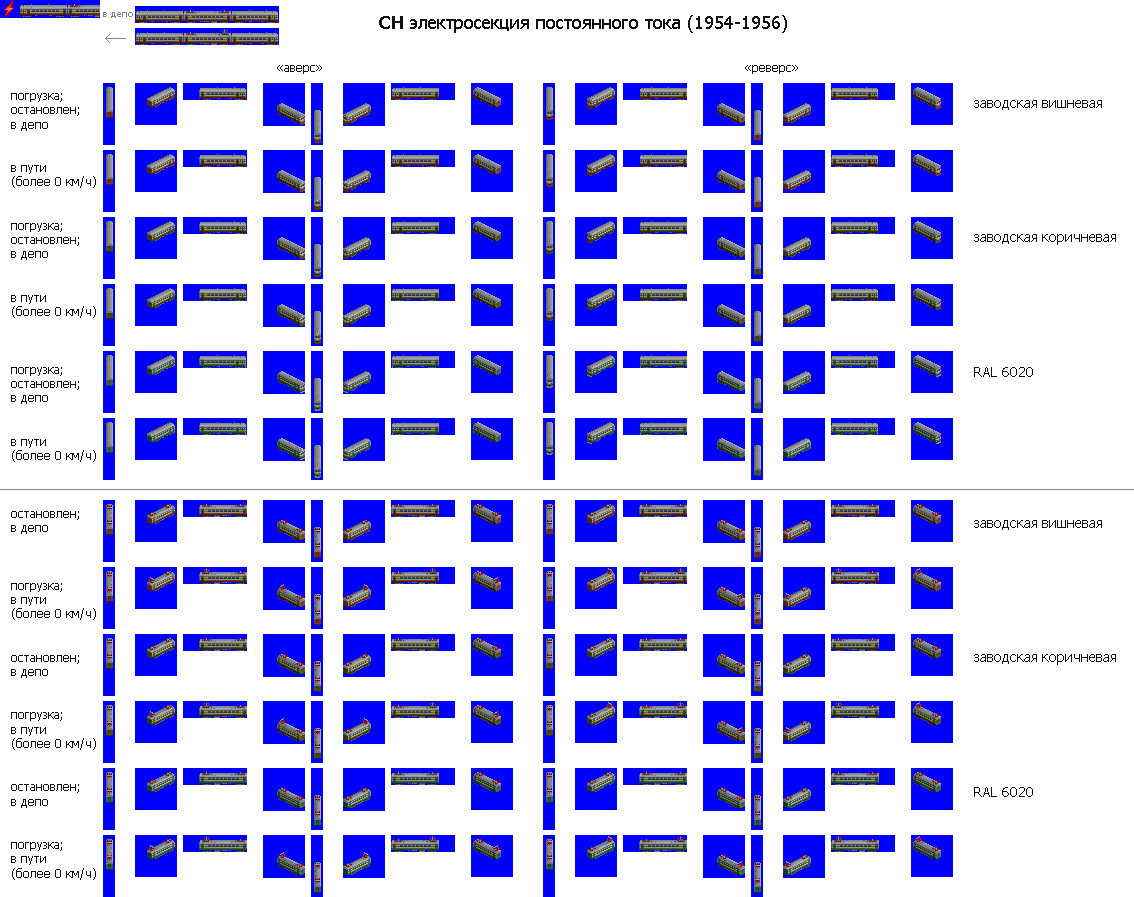 в депо
СН электросекция постоянного тока (1954-1956)
«аверс»
«реверс»
погрузка;
остановлен;
в депо
заводская вишневая
в пути
(более 0 км/ч)
погрузка;
остановлен;
в депо
заводская коричневая
в пути
(более 0 км/ч)
погрузка;
остановлен;
в депо
RAL 6020
в пути
(более 0 км/ч)
остановлен;
в депо
заводская вишневая
погрузка;
в пути
(более 0 км/ч)
остановлен;
в депо
заводская коричневая
погрузка;
в пути
(более 0 км/ч)
остановлен;
в депо
RAL 6020
погрузка;
в пути
(более 0 км/ч)